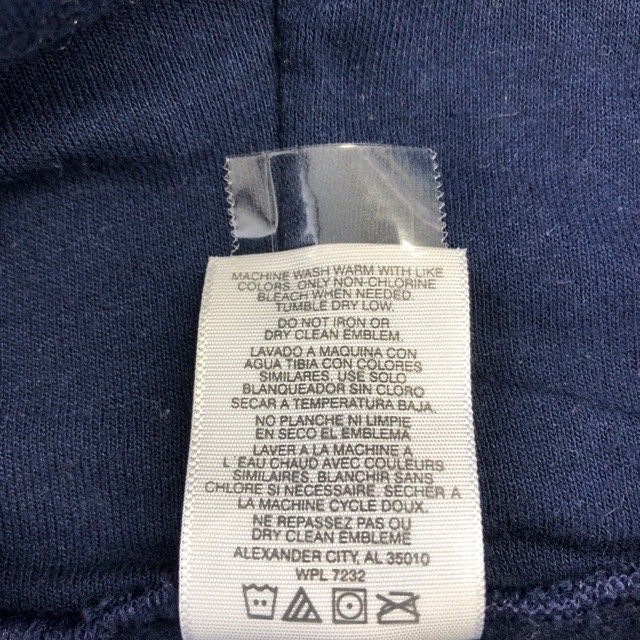 MACHINE WASH WARM WITH LIKE
COLORS. ONLY NON-CHLORINE
BLEACH WHEN NEEDED.
TUMBLE DRY LOW.
DO NOT IRON OR
DRY CLEAN EMBLEM.
LAVADO A MAQUINA CON
AGUA TIBIA CON COLORES
SIMILARES. USE SOLO
BLANQUEADOR SIN CLORO
SECAR A TEMPERATURA BAJA.
NO PLANCHE NI LIMPIE
EN SECO EL EMBLEMA
LAVER A LA MACHINE A
L'EAU CHAUD AVEC COULEURS
SIMILAIRES. BLANCHIR SANS
CHLORE SI NECESSAIRE. SECHER A
LA MACHINE CYCLE DOUX.
NE REPASSEZ PAS OU
DRY CLEAN EMBLÈME
ALEXANDER CITY, AL 35010
WPL 7232